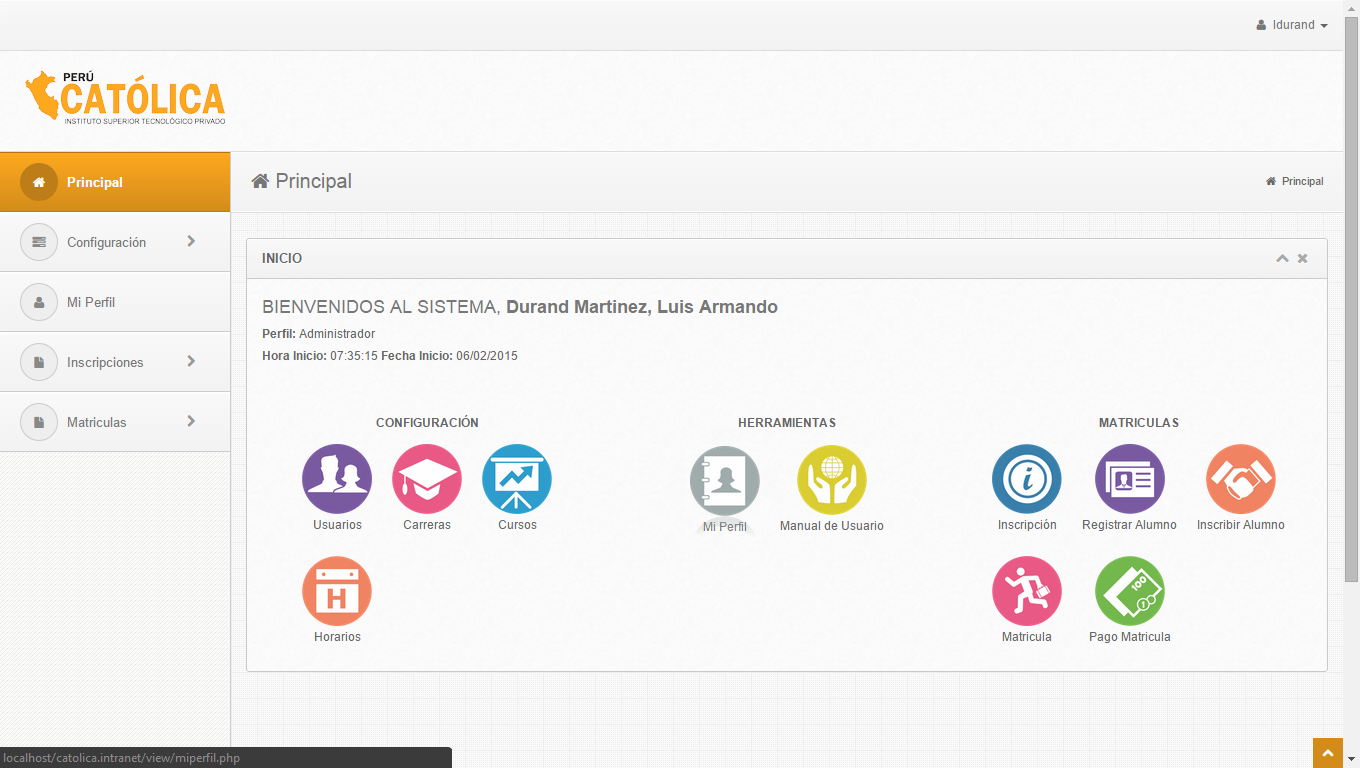 ldurand
PERÚ
CATÓLICA
INSTITUTO SUPERIOR TECNOLÓGICO PRIVADO
Principal
Configuración
Mi Perfil
Inscripciones
Matriculas
Principal
Principal
INICIO
BIENVENIDOS AL SISTEMA, Durand Martinez, Luis Armando
Perfil: Administrador
Hora Inicio: 07:35:15 Fecha Inicio: 06/02/2015
CONFIGURACIÓN
Usuarios
Carreras
Cursos
H
Horarios
HERRAMIENTAS
Mi Perfil
Manual de Usuario
MATRICULAS
i
Inscripción
Registrar Alumno
Inscribir Alumno
Matricula
100
1
Pago Matricula
localhost/catolica.intranet/view/miperfil.php